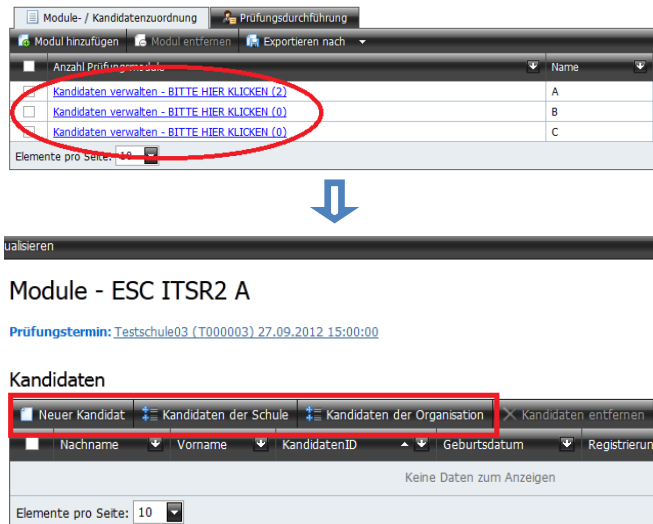 Module- / Kandidatenzuordnung Prüfungsdurchführung
Modul hinzufügen Modul entfernen Exportieren nach
Anzahl Prüfungsmodule Name
Kandidaten verwalten - BITTE HIER KLICKEN (2) A
Kandidaten verwalten - BITTE HIER KLICKEN (0) B
Kandidaten verwalten - BITTE HIER KLICKEN (0) C
Elemente pro Seite: 10
ualisieren
Module - ESC ITSR2 A
Prüfungstermin: Testschule03 (T000003) 27.09.2012 15:00:00
Kandidaten
Neuer Kandidat Kandidaten der Schule Kandidaten der Organisation Kandidaten entfernen
Nachname Vorname KandidatenID Geburtsdatum Registrierun
Keine Daten zum Anzeigen
Elemente pro Seite: 10